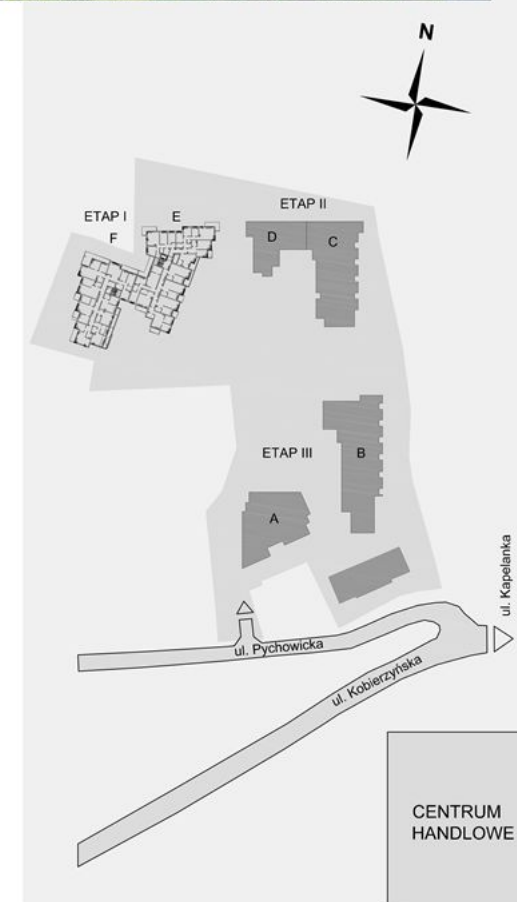 N
ETAP II
ETAP I
E
F
D
C
ETAP III
B
A
ul. Kapelanka
ul. Pychowicka
ul. Kobierzyńska
CENTRUM
HANDLOWE